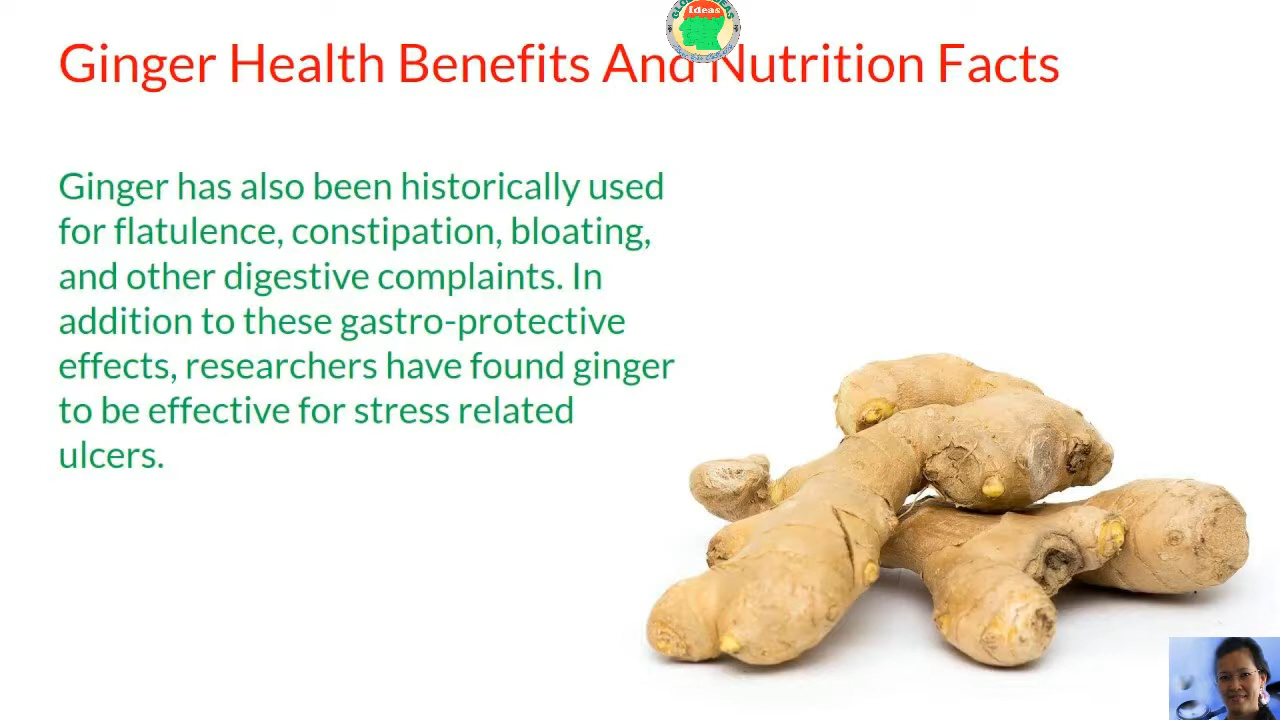 GLOBAL IDEAS
Ideas
Ginger Health Benefits And Nutrition Facts
Ginger has also been historically used
for flatulence, constipation, bloating,
and other digestive complaints. In
addition to these gastro-protective
effects, researchers have found ginger
to be effective for stress related
ulcers.